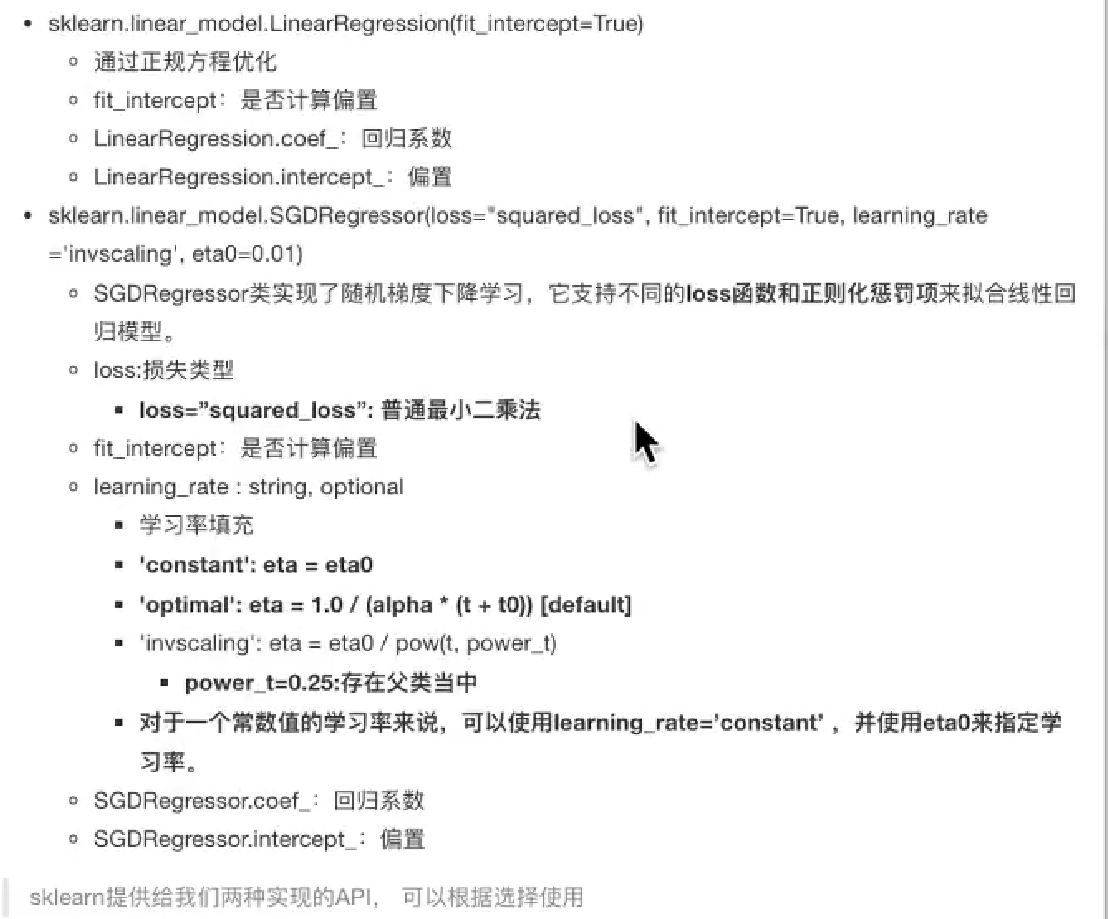 sklearn.linear_model.LinearRegression(fit_intercept=True)
通过正规方程优化
fit_intercept：是否计算偏置
LinearRegression.coef_：回归系数
LinearRegression.intercept_：偏置
sklearn.linear_model.SGDRegressor(loss="squared_loss", fit_intercept=True, learning_rate
='invscaling', eta0=0.01)
SGDRegressor类实现了随机梯度下降学习，它支持不同的loss函数和正则化惩罚项来拟合线性回
归模型。
loss:损失类型
loss=”squared_loss”: 普通最小二乘法
fit_intercept：是否计算偏置
learning_rate : string, optional
学习率填充
'constant': eta = eta0
'optimal': eta = 1.0 / (alpha * (t + t0)) [default]
'invscaling': eta = eta0 / pow(t, power_t)
power_t=0.25:存在父类当中
对于一个常数值的学习率来说，可以使用learning_rate=’constant’ ，并使用eta0来指定学
习率。
SGDRegressor.coef_：回归系数
SGDRegressor.intercept_：偏置
sklearn提供给我们两种实现的API， 可以根据选择使用